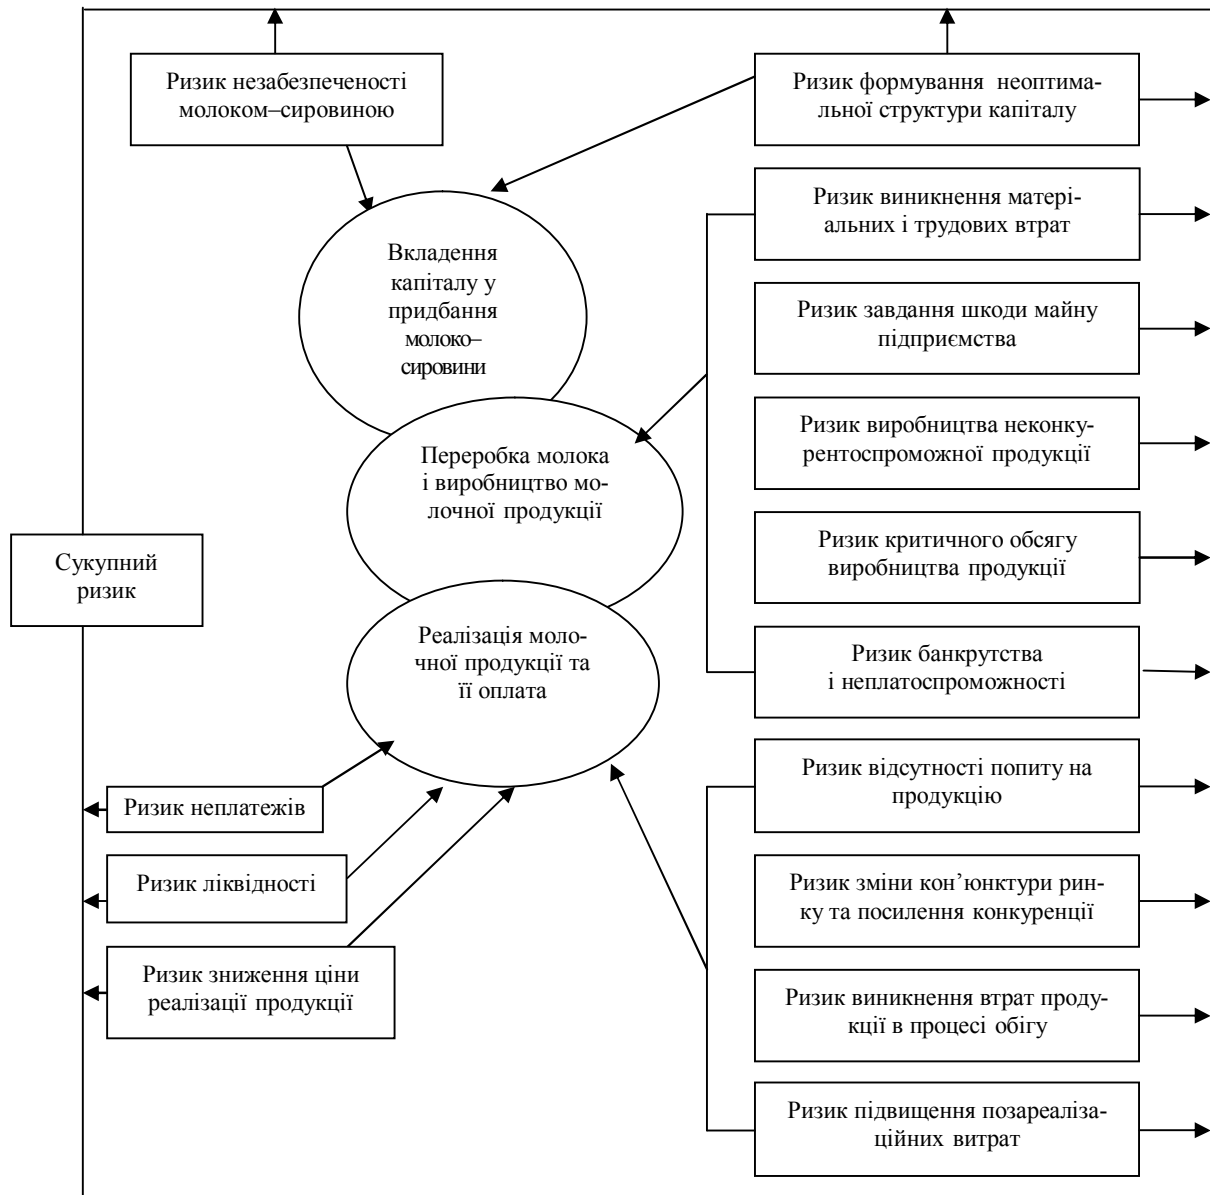 Ризик незабезпеченості
молоком–сировиною
Ризик формування неоптима-
льної структури капіталу
Ризик виникнення матері-
альних і трудових втрат
Вкладення
капіталу у
придбання
молоко–
сировини
Ризик завдання шкоди майну
підприємства
Ризик виробництва неконку-
рентоспроможної продукції
Переробка молока
і виробництво мо-
лочної продукції
Ризик критичного обсягу
виробництва продукції
Сукупний
ризик
Реалізація моло-
чної продукції та
її оплата
Ризик банкрутства
і неплатоспроможності
Ризик відсутності попиту на
продукцію
Ризик неплатежів
Ризик ліквідності
Ризик зміни кон’юнктури рин-
ку та посилення конкуренції
Ризик зниження ціни
реалізації продукції
Ризик виникнення втрат проду-
кції в процесі обігу
Ризик підвищення позареаліза-
ційних витрат